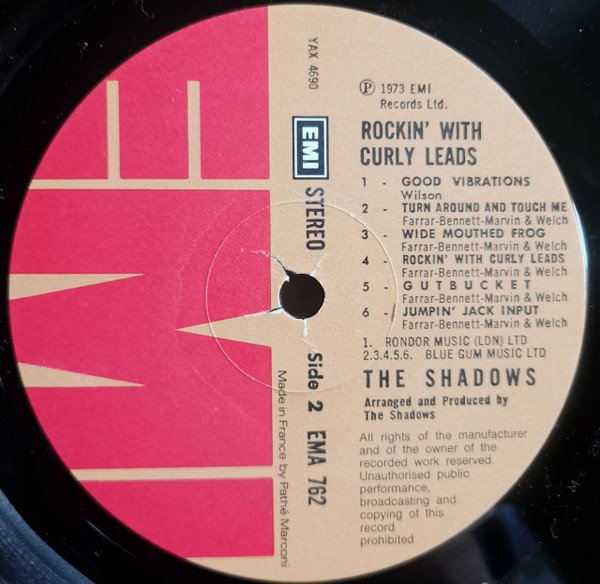 YAX 4690
℗ 1973 EMI
Records Ltd.
ROCKIN' WITH
CURLY LEADS
1 - GOOD VIBRATIONS
Wilson
2 - TURN AROUND AND TOUCH ME
Farrar-Bennett-Marvin & Welch
3 - WIDE MOUTHED FROG
Farrar-Bennett-Marvin & Welch
4 - ROCKIN' WITH CURLY LEADS
Farrar-Bennett-Marvin & Welch
5 - GUTBUCKET
Farrar-Bennett-Marvin & Welch
6 - JUMPIN' JACK INPUT
Farrar-Bennett-Marvin & Welch
1. RONDOR MUSIC (LDN) LTD
2.3.4.5.6. BLUE GUM MUSIC LTD
THE SHADOWS
Arranged and Produced by
The Shadows
All rights of the manufacturer
and of the owner of the
recorded work reserved.
Unauthorised public
performance,
broadcasting and
copying of this
record
prohibited
EMI STEREO Side 2 EMA 762
Made in France by Pathé Marconi
EMI